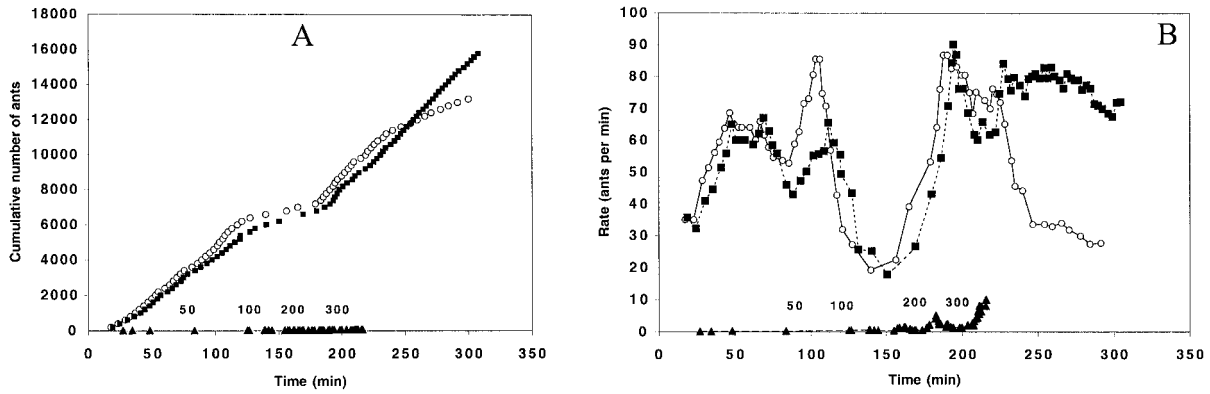 A
Cumulative number of ants
18000
16000
14000
12000
10000
8000
6000
4000
2000
0
50 100 200 300
0 50 100 150 200 250 300 350
Time (min)
B
Rate (ants per min)
100
90
80
70
60
50
40
30
20
10
0
50 100 200 300
0 50 100 150 200 250 300 350
Time (min)